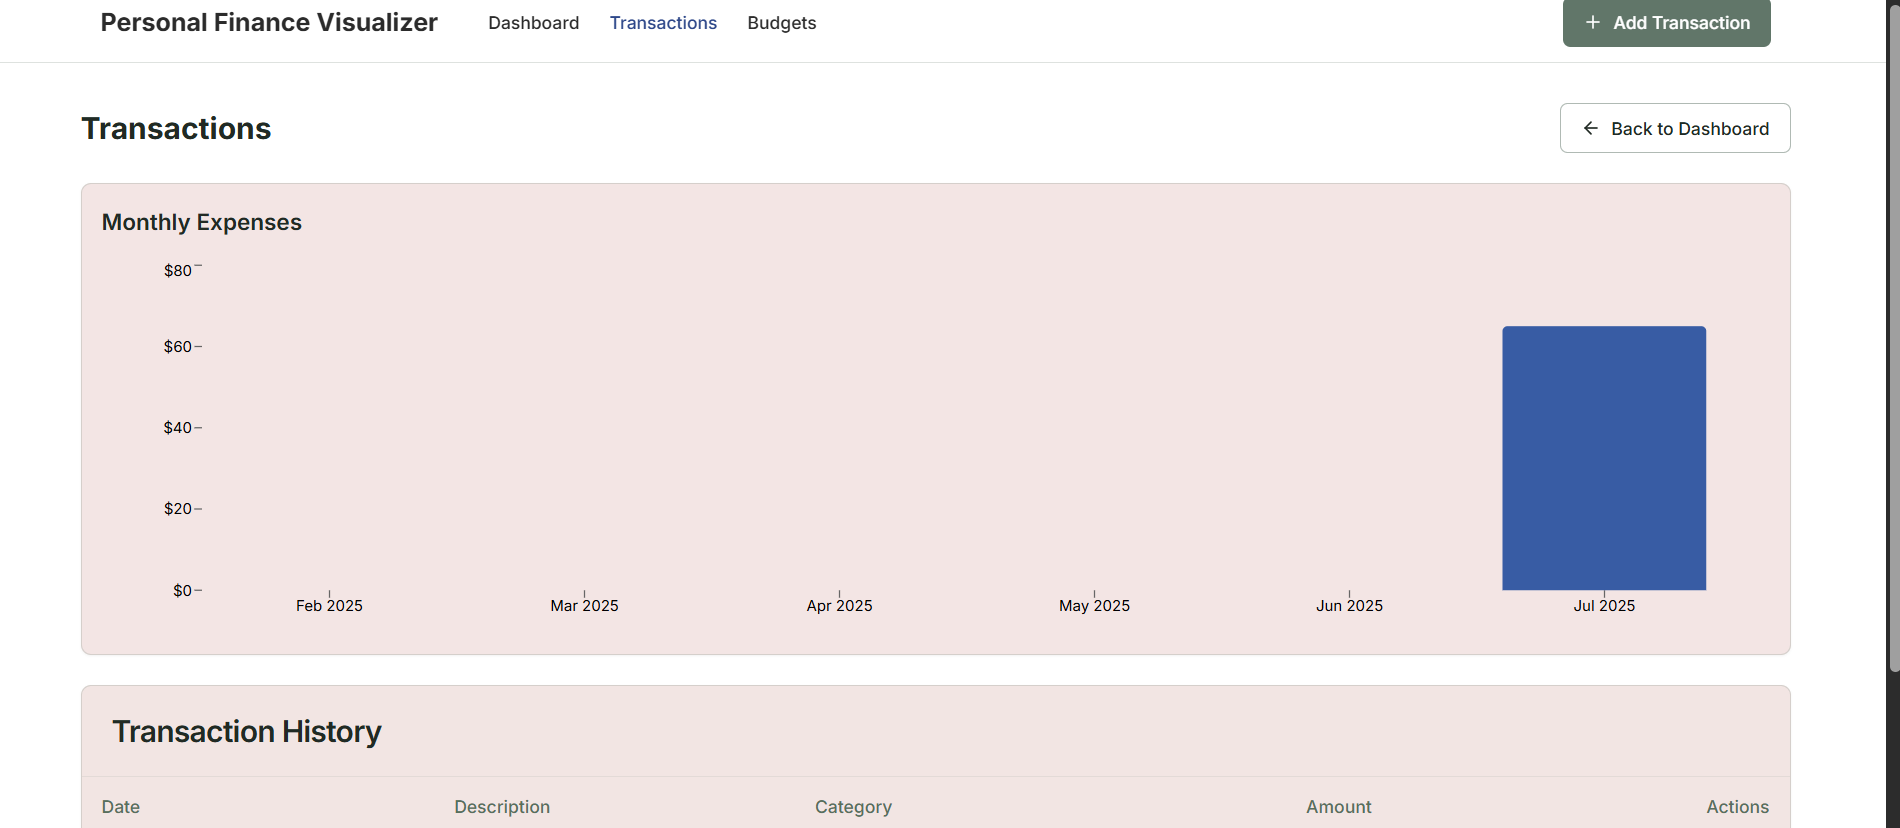 Personal Finance Visualizer Dashboard Transactions Budgets + Add Transaction
Transactions
← Back to Dashboard
Monthly Expenses
$80
$60
$40
$20
$0
Feb 2025 Mar 2025 Apr 2025 May 2025 Jun 2025 Jul 2025
Transaction History
Date Description Category Amount Actions